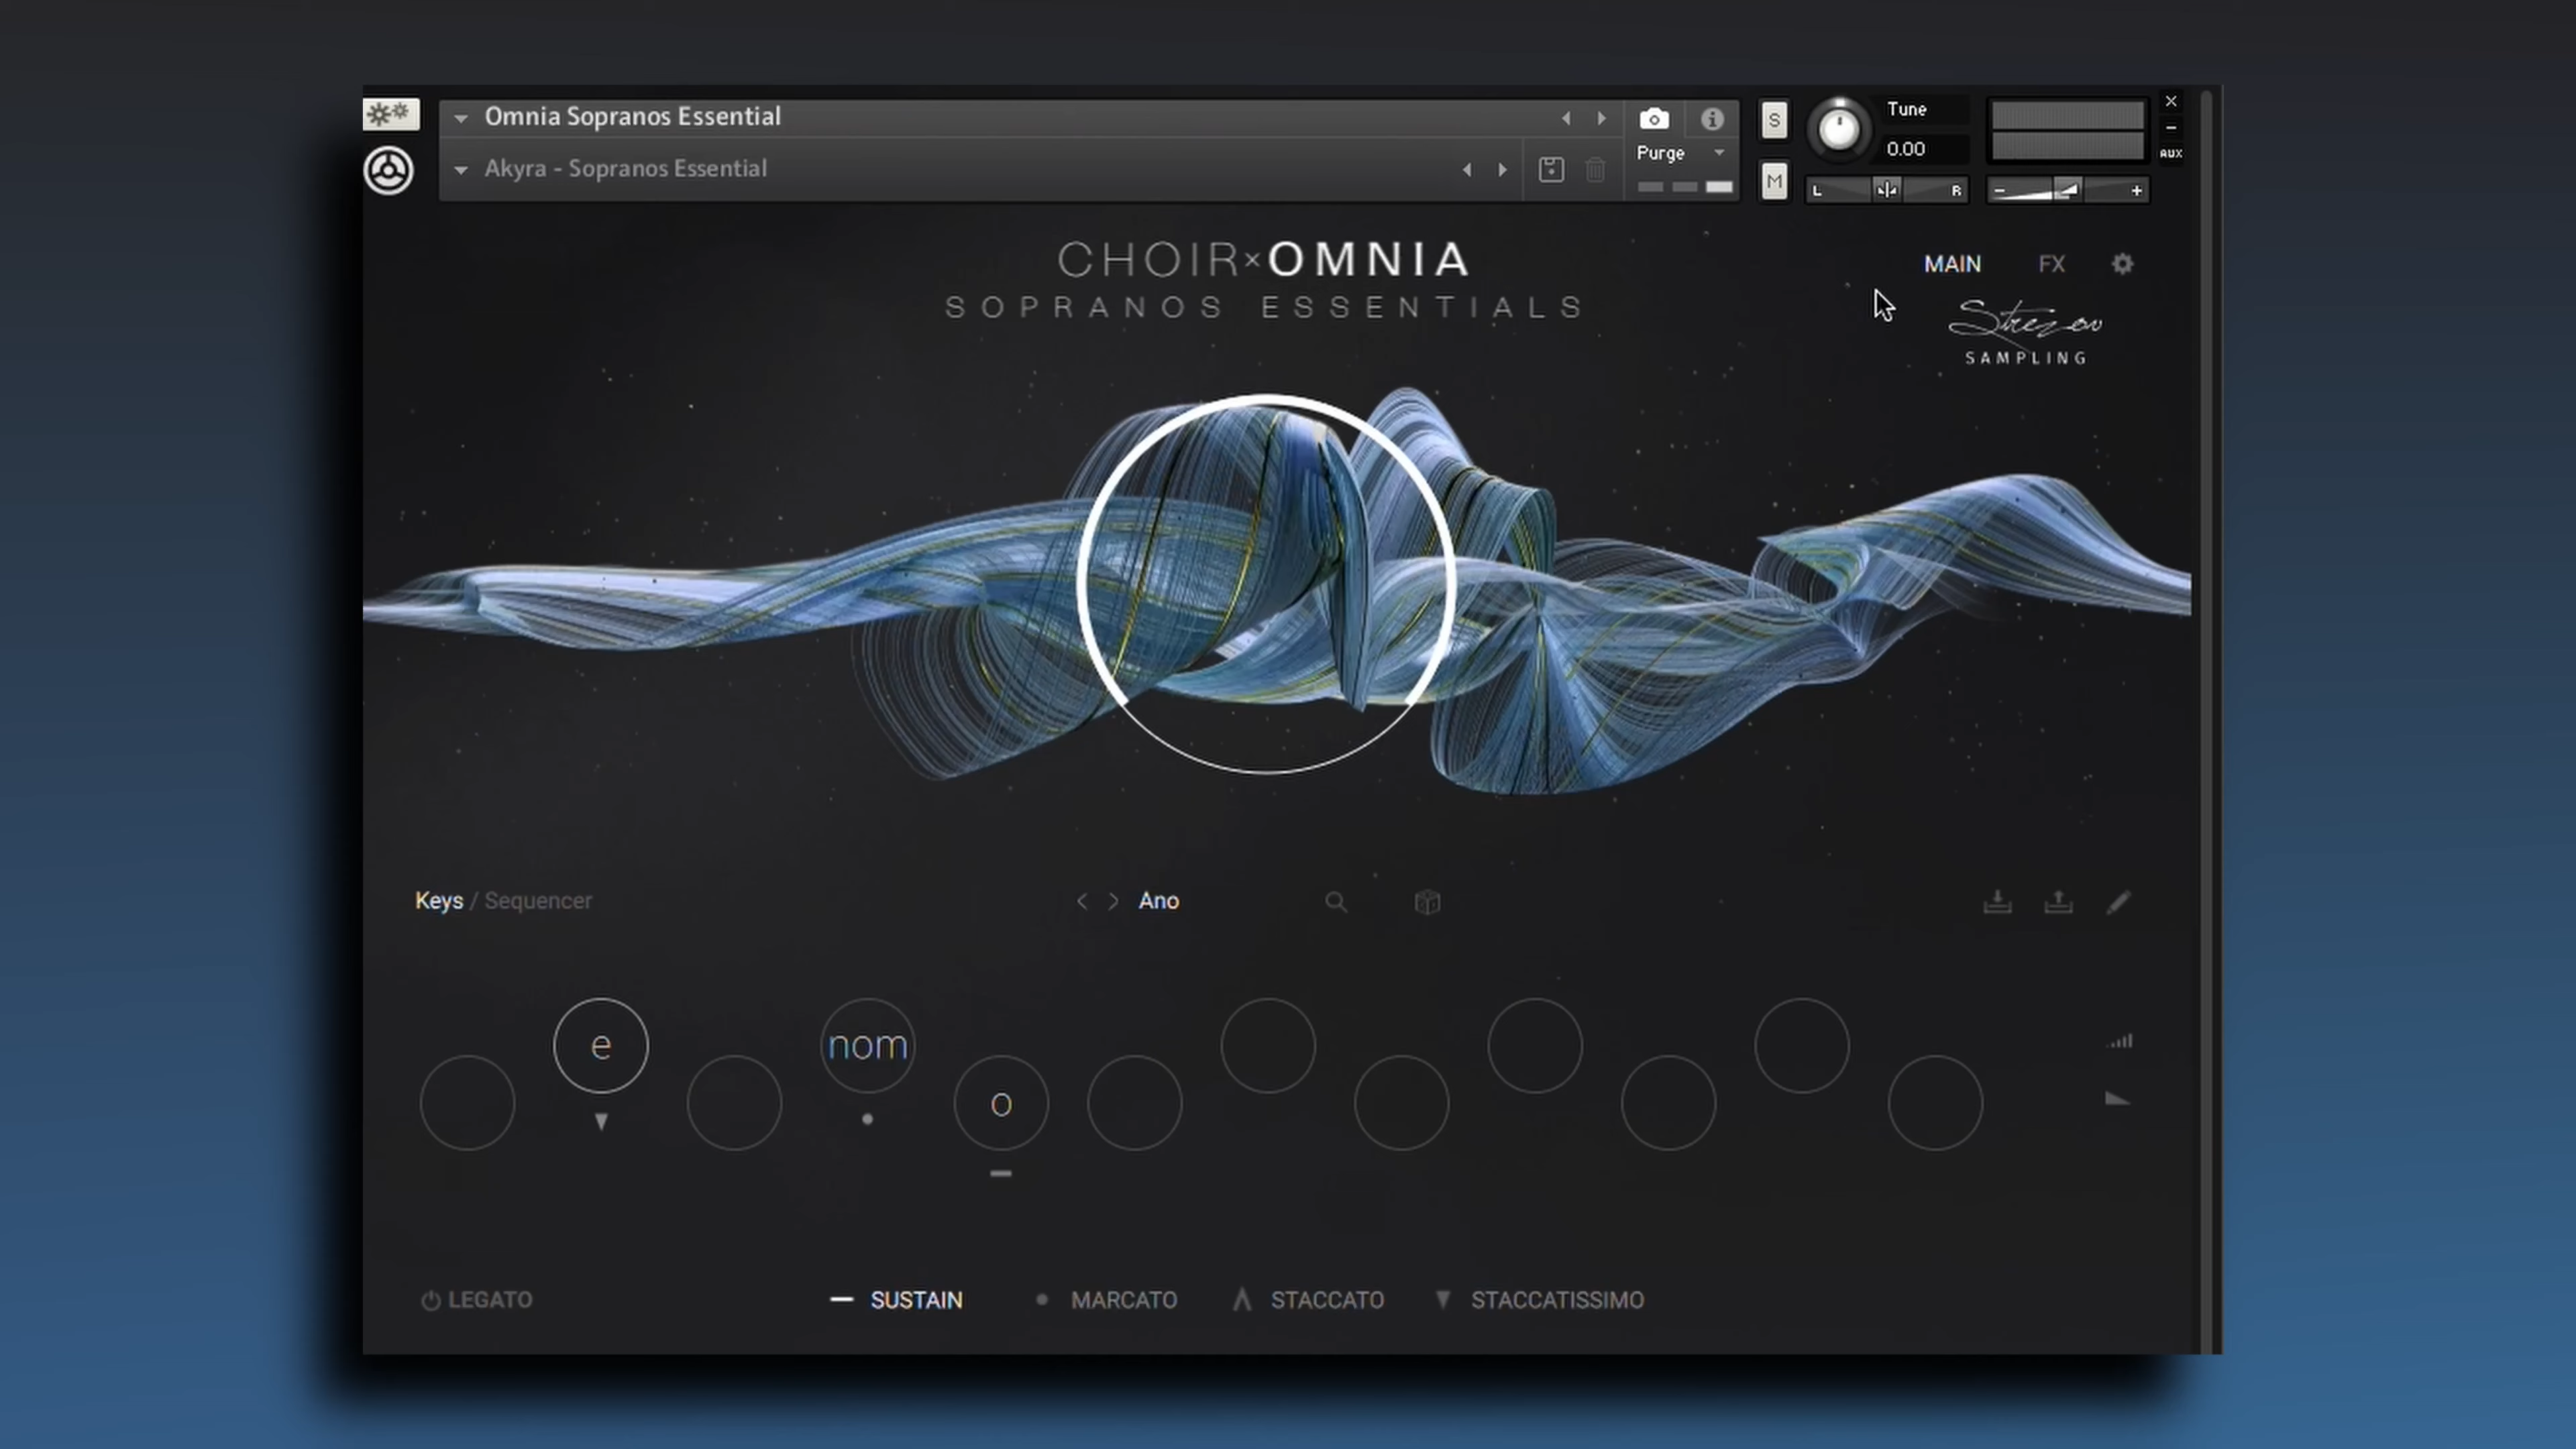 Omnia Sopranos Essential
S
Tune
AUX
Purge
0.00
Akyra - Sopranos Essential
M
L R
- +
CHOIR×OMNIA
MAIN FX
SOPRANOS ESSENTIALS
Strezov
SAMPLING
Keys / Sequencer
Ano
e
nom
o
LEGATO
SUSTAIN
MARCATO
STACCATO
STACCATISSIMO